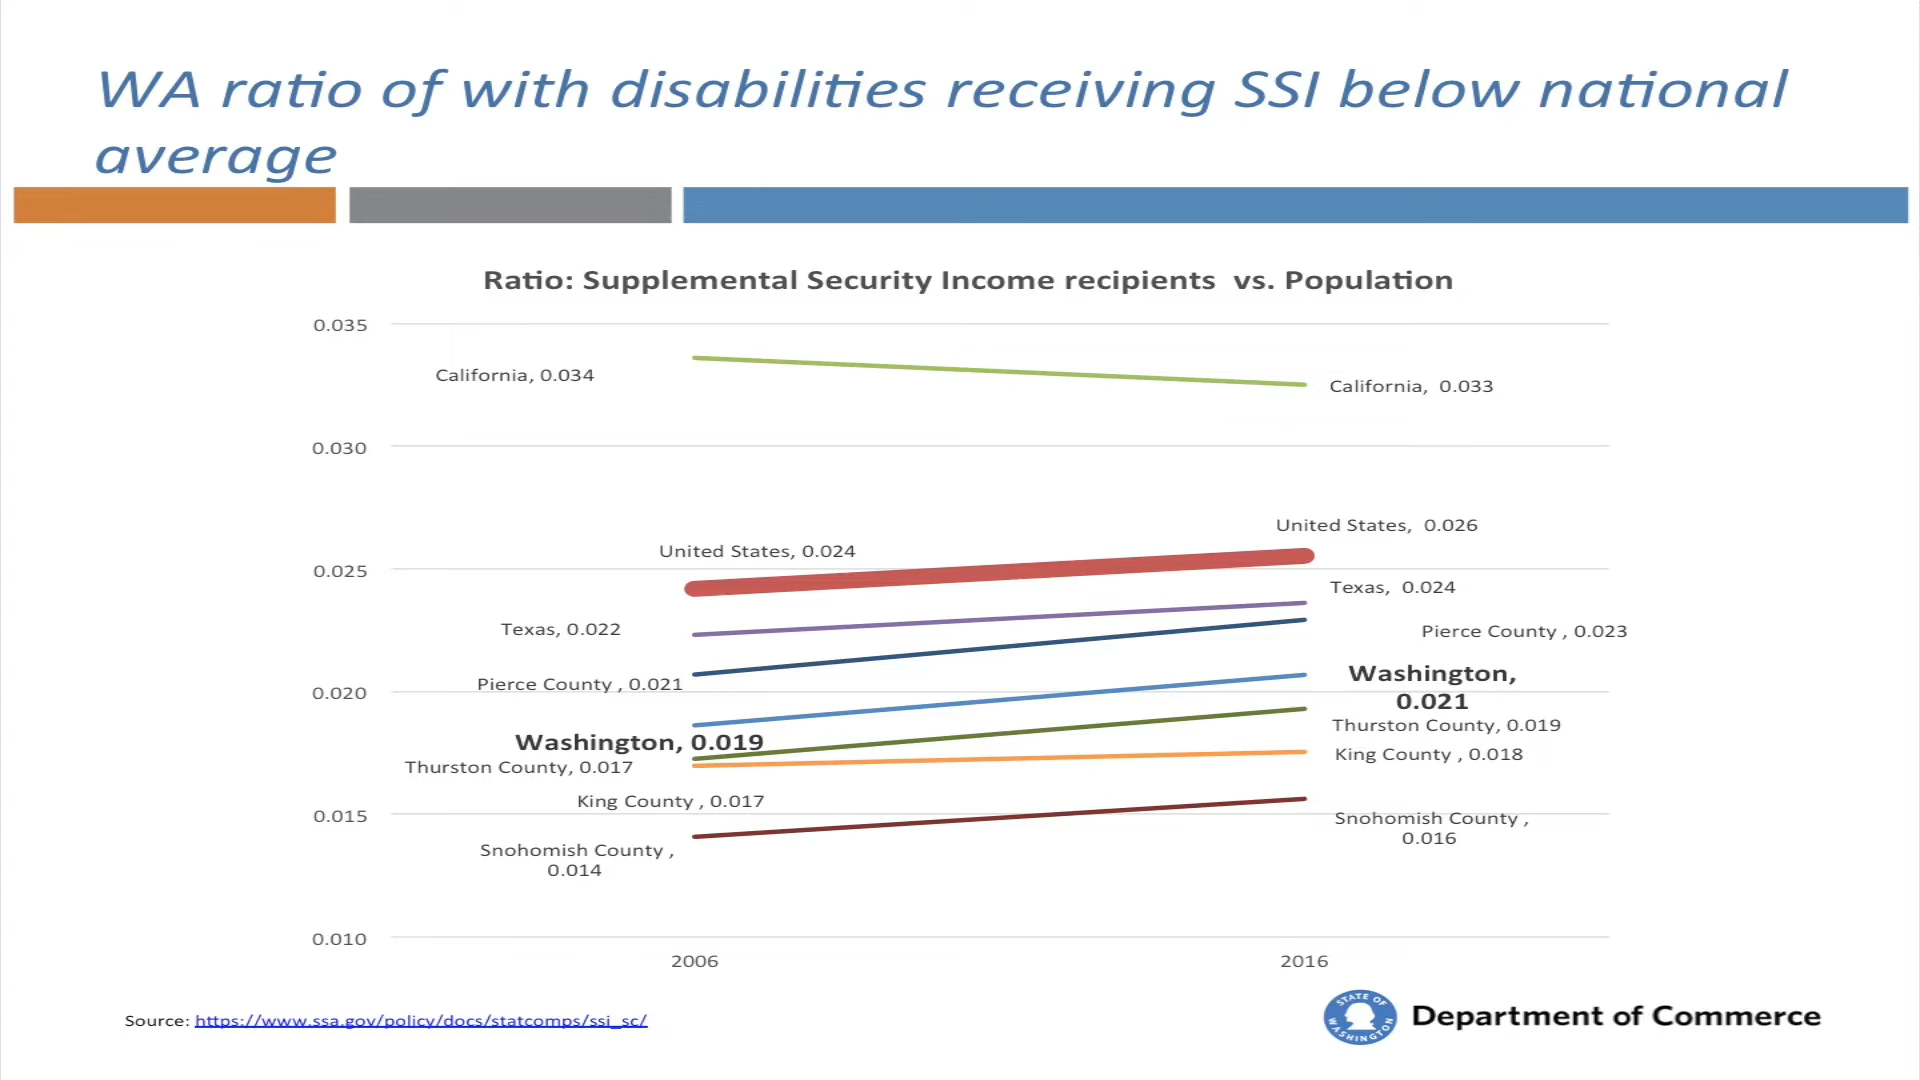 WA ratio of with disabilities receiving SSI below national
average
Ratio: Supplemental Security Income recipients  vs. Population
0.035
California, 0.034
California,  0.033
0.030
United States,  0.026
United States, 0.024
0.025
Texas,  0.024
Texas, 0.022
Pierce County , 0.023
Pierce County , 0.021
Washington,
0.021
0.020
Thurston County, 0.019
Washington, 0.019
King County , 0.018
Thurston County, 0.017
King County , 0.017
0.015
Snohomish County ,
0.016
Snohomish County ,
0.014
0.010
2006
2016
Source: https://www.ssa.gov/policy/docs/statcomps/ssi_sc/
STATE OF
WASHINGTON
Department of Commerce